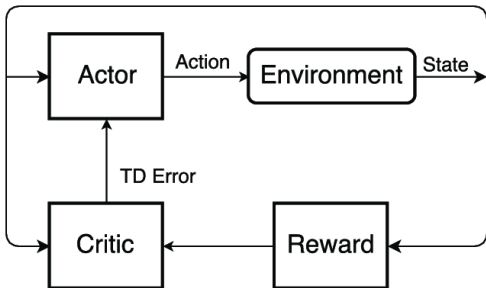 Actor
Action
Environment
State
TD Error
Critic
Reward